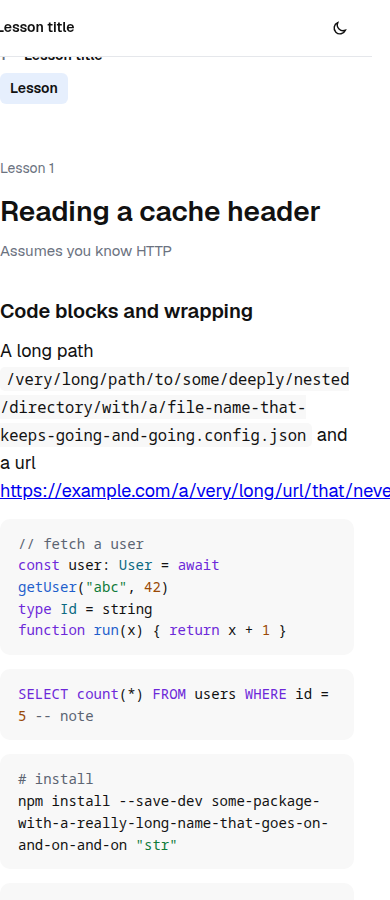 Lesson title
Lesson title
Lesson
Lesson 1
Reading a cache header
Assumes you know HTTP
Code blocks and wrapping
A long path
/very/long/path/to/some/deeply/nested
/directory/with/a/file-name-that-
keeps-going-and-going.config.json and
a url
https://example.com/a/very/long/url/that/neve
// fetch a user
const user: User = await
getUser("abc", 42)
type Id = string
function run(x) { return x + 1 }
SELECT count(*) FROM users WHERE id =
5 -- note
# install
npm install --save-dev some-package-
with-a-really-long-name-that-goes-on-
and-on-and-on "str"